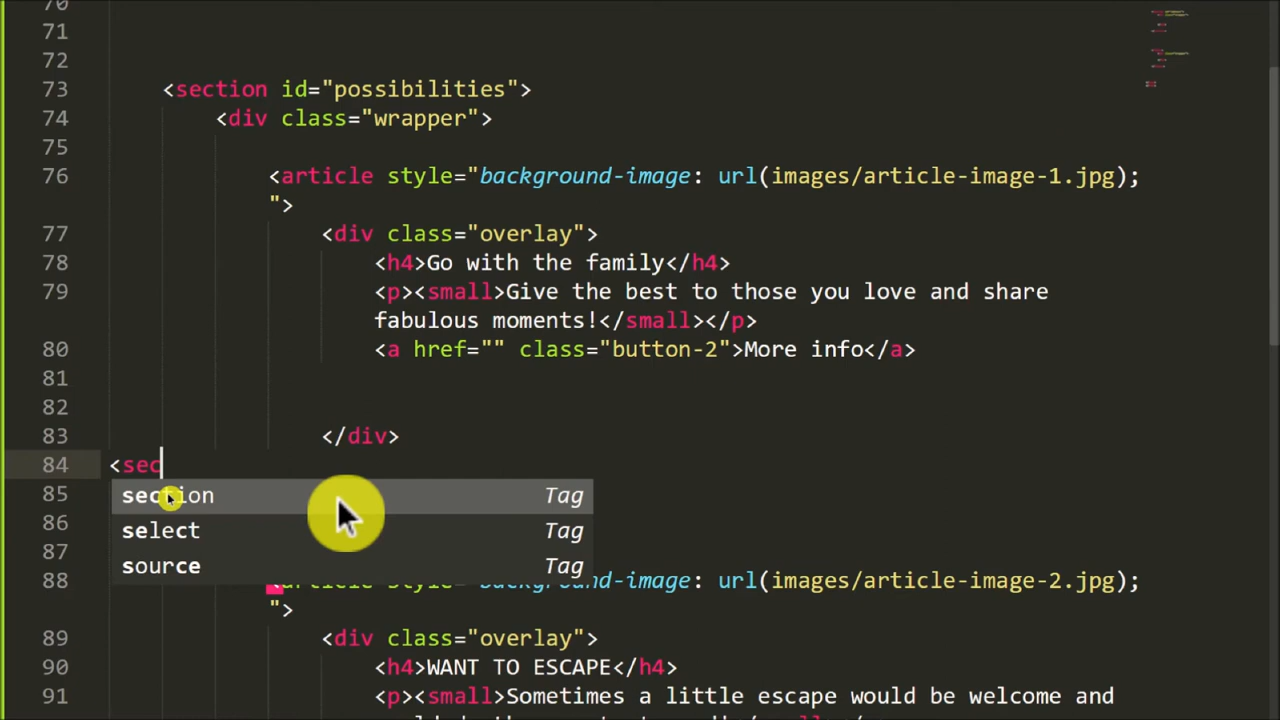 70
71
72
73 <section id="possibilities">
74 <div class="wrapper">
75
76 <article style="background-image: url(images/article-image-1.jpg);
">
77 <div class="overlay">
78 <h4>Go with the family</h4>
79 <p><small>Give the best to those you love and share
fabulous moments!</small></p>
80 <a href="" class="button-2">More info</a>
81
82
83 </div>
84 <sec
85 section Tag
86 select Tag
87 source Tag
88 <article style="background-image: url(images/article-image-2.jpg);
">
89 <div class="overlay">
90 <h4>WANT TO ESCAPE</h4>
91 <p><small>Sometimes a little escape would be welcome and